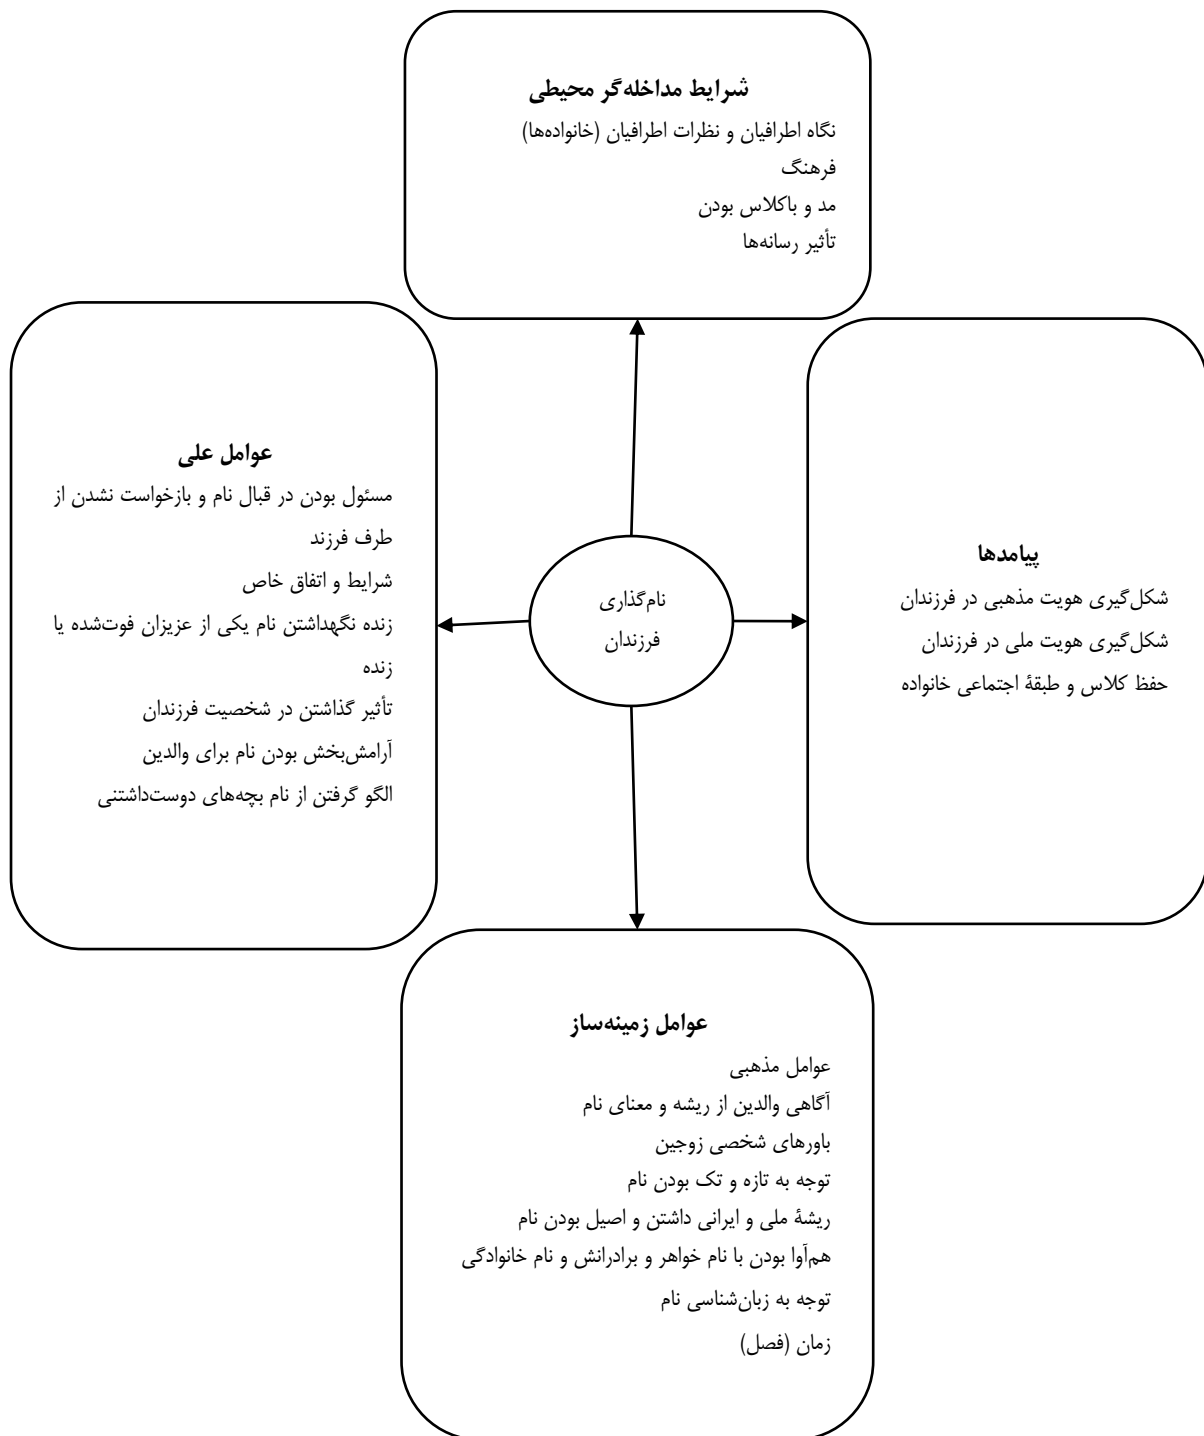 شرایط مداخله‌گر محیطی
نگاه اطرافیان و نظرات اطرافیان (خانواده‌ها)
فرهنگ
مد و باکلاس بودن
تأثیر رسانه‌ها
پیامدها
شکل‌گیری هویت مذهبی در فرزندان
شکل‌گیری هویت ملی در فرزندان
حفظ کلاس و طبقۀ اجتماعی خانواده
نام‌گذاری
فرزندان
عوامل علی
مسئول بودن در قبال نام و بازخواست نشدن از
طرف فرزند
شرایط و اتفاق خاص
زنده نگهداشتن نام یکی از عزیزان فوت‌شده یا
زنده
تأثیر گذاشتن در شخصیت فرزندان
آرامش‌بخش بودن نام برای والدین
الگو گرفتن از نام بچه‌های دوست‌داشتنی
عوامل زمینه‌ساز
عوامل مذهبی
آگاهی والدین از ریشه و معنای نام
باورهای شخصی زوجین
توجه به تازه و تک بودن نام
ریشۀ ملی و ایرانی داشتن و اصیل بودن نام
هم‌آوا بودن با نام خواهر و برادرانش و نام خانوادگی
توجه به زبان‌شناسی نام
زمان (فصل)